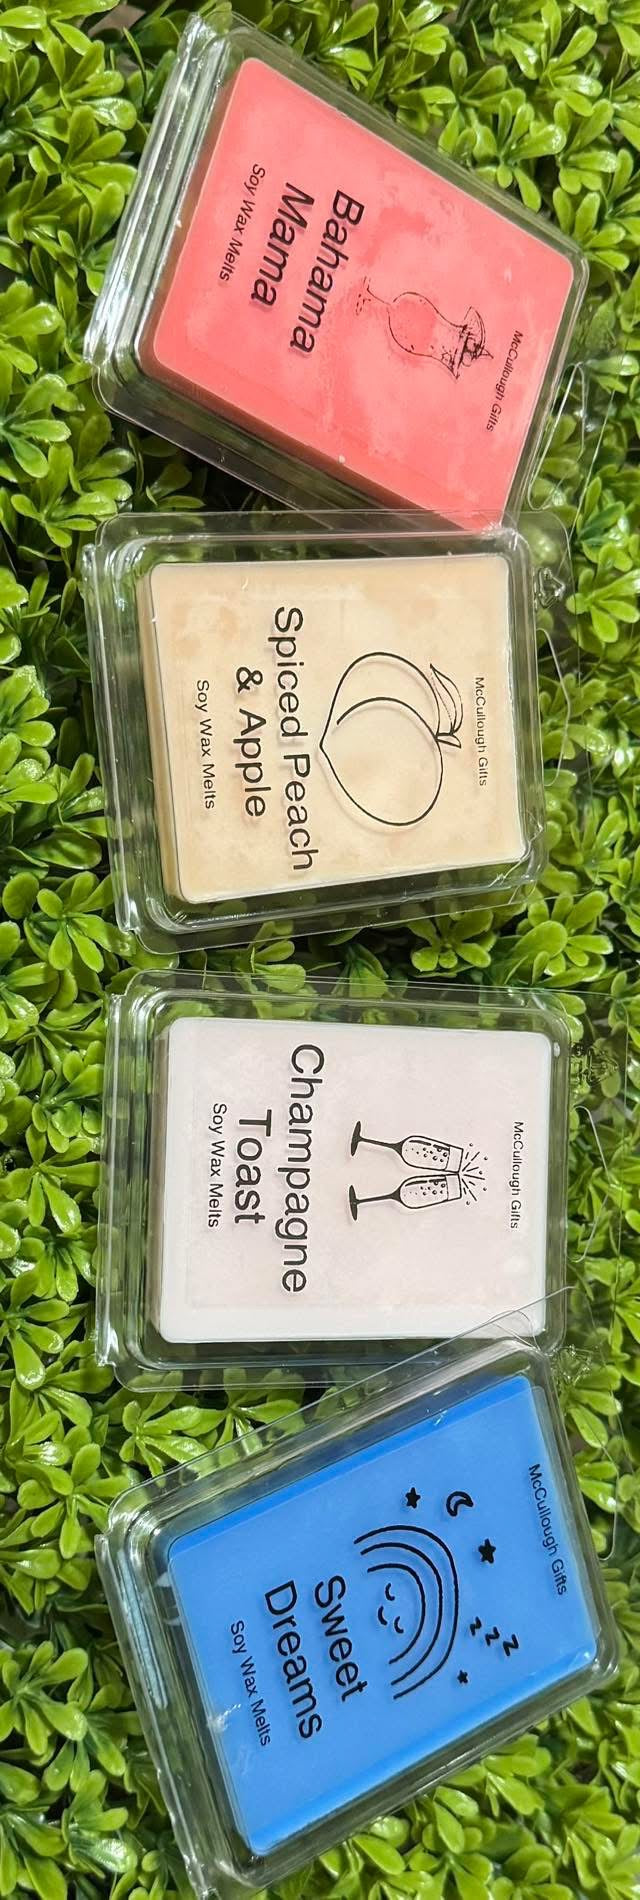 McCullough Gifts
Bahama
Mama
Soy Wax Melts
McCullough Gifts
Spiced Peach
& Apple
Soy Wax Melts
McCullough Gifts
Champagne
Toast
Soy Wax Melts
McCullough Gifts
z z z
Sweet
Dreams
Soy Wax Melts